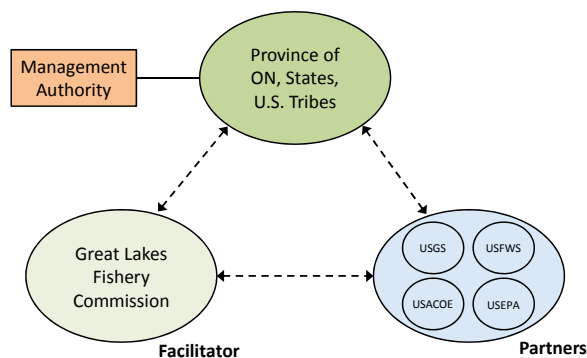 Province of
ON, States,
U.S. Tribes
Management
Authority
Great Lakes
Fishery
Commission
Facilitator
USGS
USFWS
USACOE
USEPA
Partners